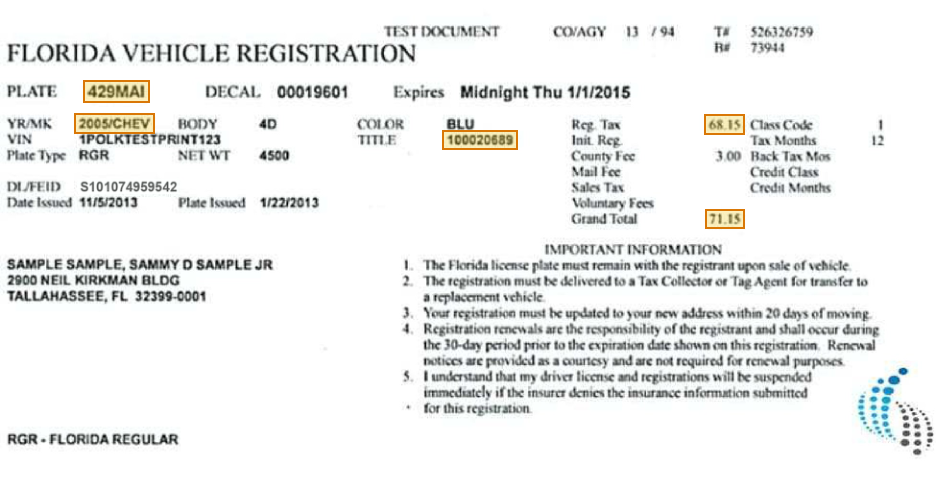 TEST DOCUMENT CO/AGY 13 / 94 T# 526326759
FLORIDA VEHICLE REGISTRATION B# 73944
PLATE 429MAI DECAL 00019601 Expires Midnight Thu 1/1/2015
YR/MK 2005/CHEV BODY 4D COLOR BLU Reg. Tax 68.15 Class Code 1
VIN 1POLKTESTPRINT123 TITLE 100020689 Init. Reg. Tax Months 12
Plate Type RGR NET WT 4500 County Fee 3.00 Back Tax Mos
Mail Fee Credit Class
DL/FEID S101074959542 Sales Tax Credit Months
Date Issued 11/5/2013 Plate Issued 1/22/2013 Voluntary Fees
Grand Total 71.15
SAMPLE SAMPLE, SAMMY D SAMPLE JR
2900 NEIL KIRKMAN BLDG
TALLAHASSEE, FL 32399-0001
IMPORTANT INFORMATION
1. The Florida license plate must remain with the registrant upon sale of vehicle.
2. The registration must be delivered to a Tax Collector or Tag Agent for transfer to
a replacement vehicle.
3. Your registration must be updated to your new address within 20 days of moving.
4. Registration renewals are the responsibility of the registrant and shall occur during
the 30-day period prior to the expiration date shown on this registration. Renewal
notices are provided as a courtesy and are not required for renewal purposes.
5. I understand that my driver license and registrations will be suspended
immediately if the insurer denies the insurance information submitted
for this registration.
RGR - FLORIDA REGULAR